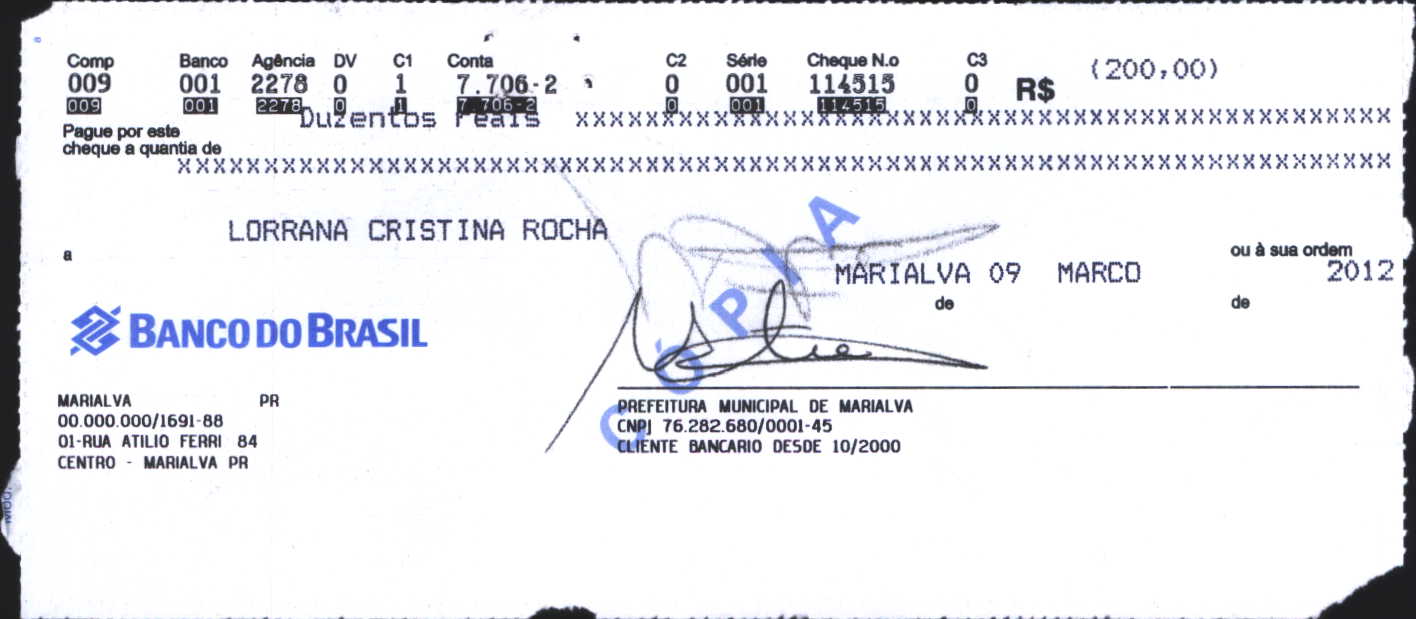 Comp Banco Agência DV C1 Conta C2 Série Cheque N.o C3
009 001 2278 0 1 7.706-2 0 001 114515 0 R$ (200,00)
009 001 2278 0 1 7.706-2 0 001 114515 0
Duzentos reais xxxxxxxxxxxxxxxxxxxxxxxxxxxxxxxxxxxxxxxxxxxxxxxxxxxxxxxx
Pague por este
cheque a quantia de
xxxxxxxxxxxxxxxxxxxxxxxxxxxxxxxxxxxxxxxxxxxxxxxxxxxxxxxxxxxxxxxxxxxxxxxxxxxxxxxxxxxx
LORRANA CRISTINA ROCHA
a ou à sua ordem
MARIALVA 09 MARCO 2012
de de
CÓPIA
BANCO DO BRASIL
MARIALVA PR
00.000.000/1691-88
01-RUA ATILIO FERRI 84
CENTRO - MARIALVA PR
PREFEITURA MUNICIPAL DE MARIALVA
CNPJ 76.282.680/0001-45
CLIENTE BANCARIO DESDE 10/2000